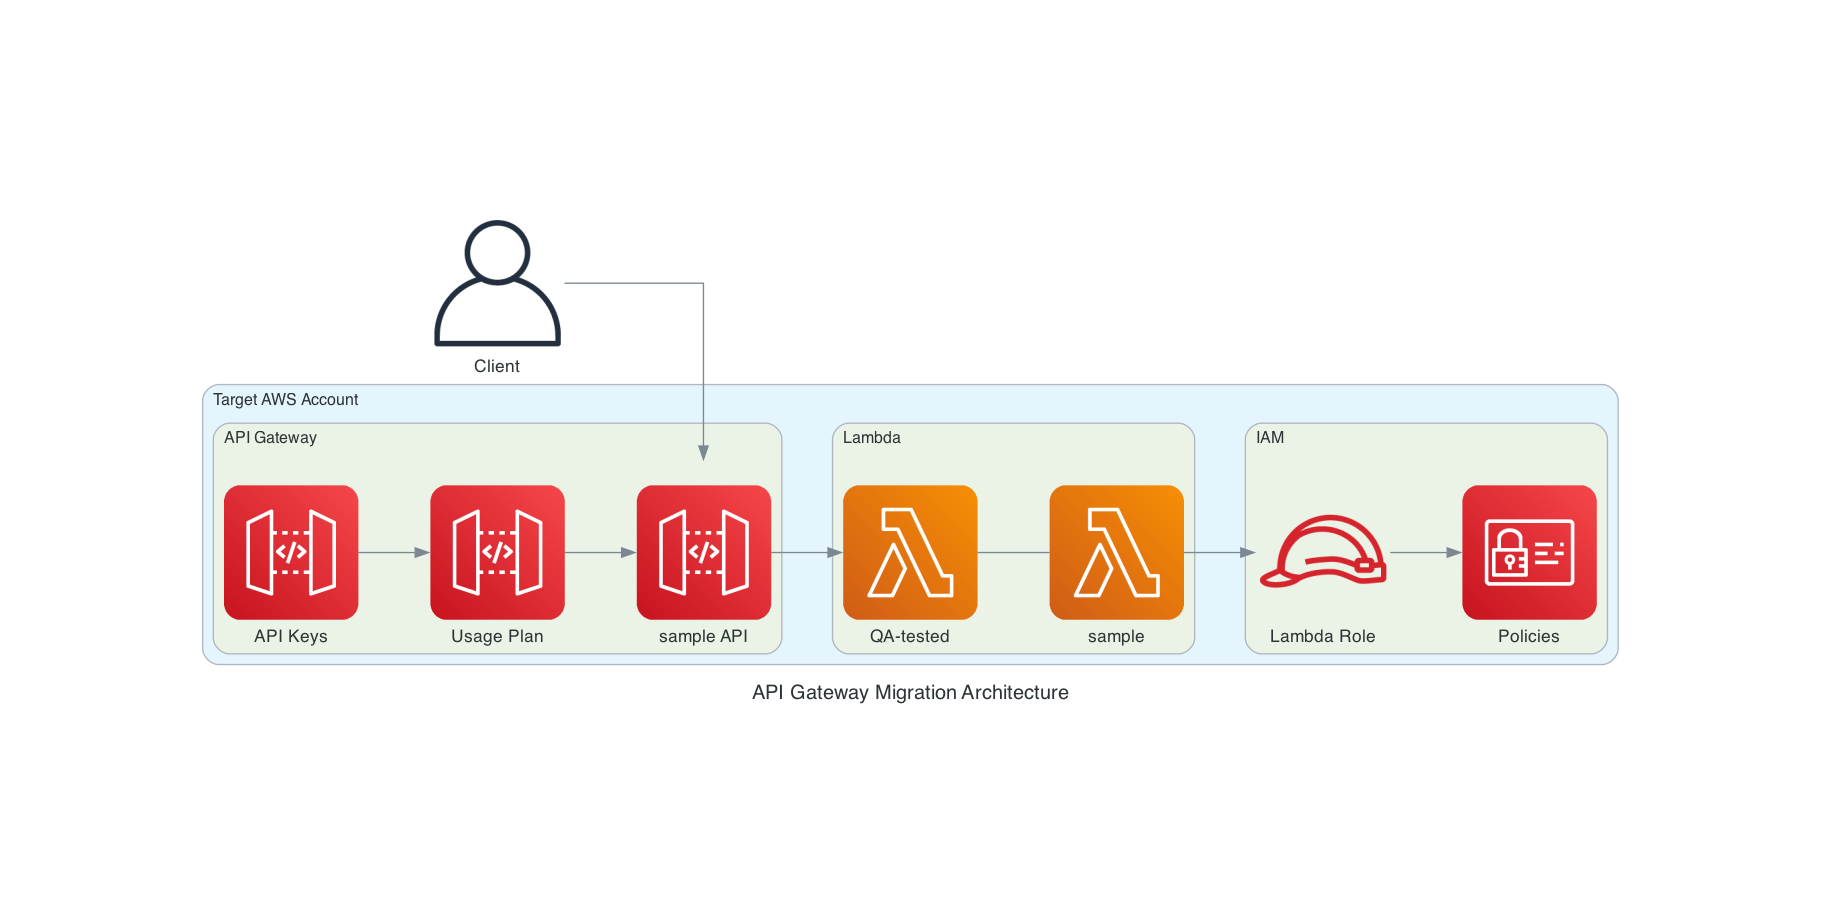 Client
Target AWS Account
API Gateway
Lambda
IAM
API Keys
Usage Plan
sample API
QA-tested
sample
Lambda Role
Policies
API Gateway Migration Architecture